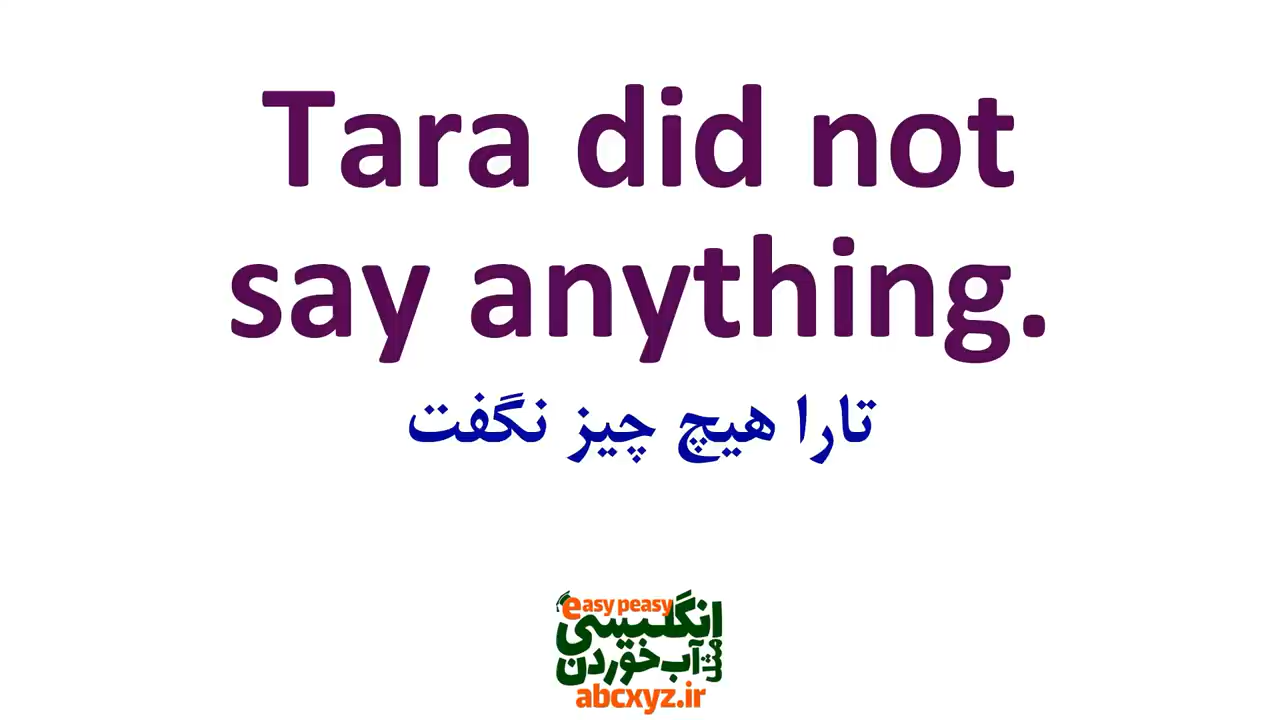 Tara did not
say anything.
تارا هیچ چیز نگفت
easy peasy
انگلیسی
مثل آب خوردن
abcxyz.ir